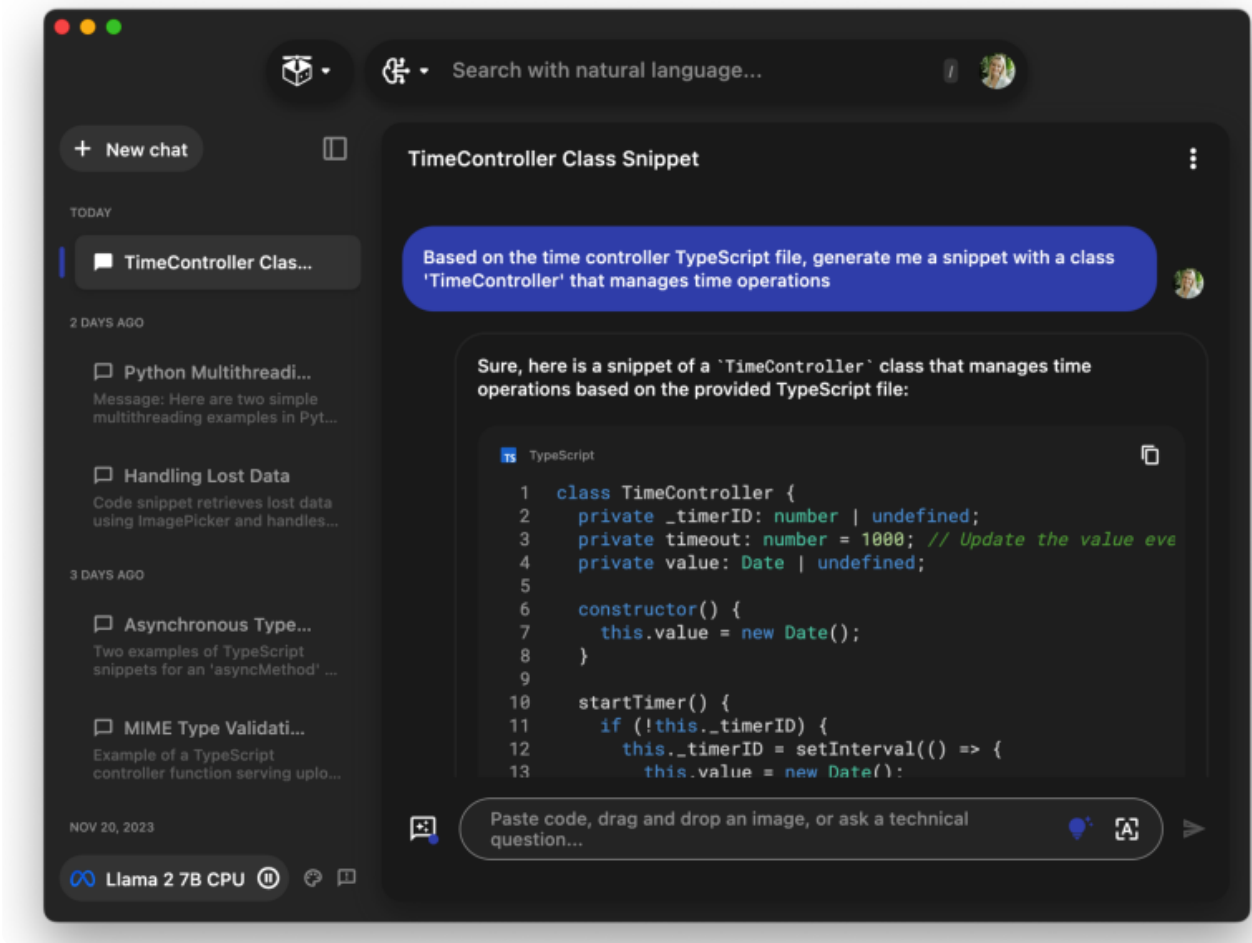 Search with natural language...
/
+ New chat
TODAY
TimeController Clas...
2 DAYS AGO
Python Multithreadi...
Message: Here are two simple
multithreading examples in Pyt...
Handling Lost Data
Code snippet retrieves lost data
using ImagePicker and handles...
3 DAYS AGO
Asynchronous Type...
Two examples of TypeScript
snippets for an 'asyncMethod' ...
MIME Type Validati...
Example of a TypeScript
controller function serving uplo...
NOV 20, 2023
Llama 2 7B CPU
TimeController Class Snippet
Based on the time controller TypeScript file, generate me a snippet with a class
'TimeController' that manages time operations
Sure, here is a snippet of a `TimeController` class that manages time
operations based on the provided TypeScript file:
TS TypeScript
1 class TimeController {
2 private _timerID: number | undefined;
3 private timeout: number = 1000; // Update the value eve
4 private value: Date | undefined;
5
6 constructor() {
7 this.value = new Date();
8 }
9
10 startTimer() {
11 if (!this._timerID) {
12 this._timerID = setInterval(() => {
13 this.value = new Date();
Paste code, drag and drop an image, or ask a technical
question...
A